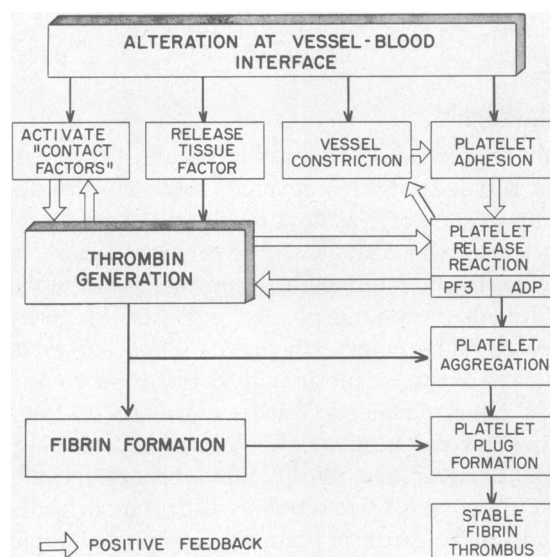 ALTERATION AT VESSEL-BLOOD
INTERFACE
ACTIVATE
"CONTACT
FACTORS"
RELEASE
TISSUE
FACTOR
VESSEL
CONSTRICTION
PLATELET
ADHESION
THROMBIN
GENERATION
PLATELET
RELEASE
REACTION
PF3 ADP
PLATELET
AGGREGATION
FIBRIN FORMATION
PLATELET
PLUG
FORMATION
STABLE
FIBRIN
THROMBUS
POSITIVE FEEDBACK